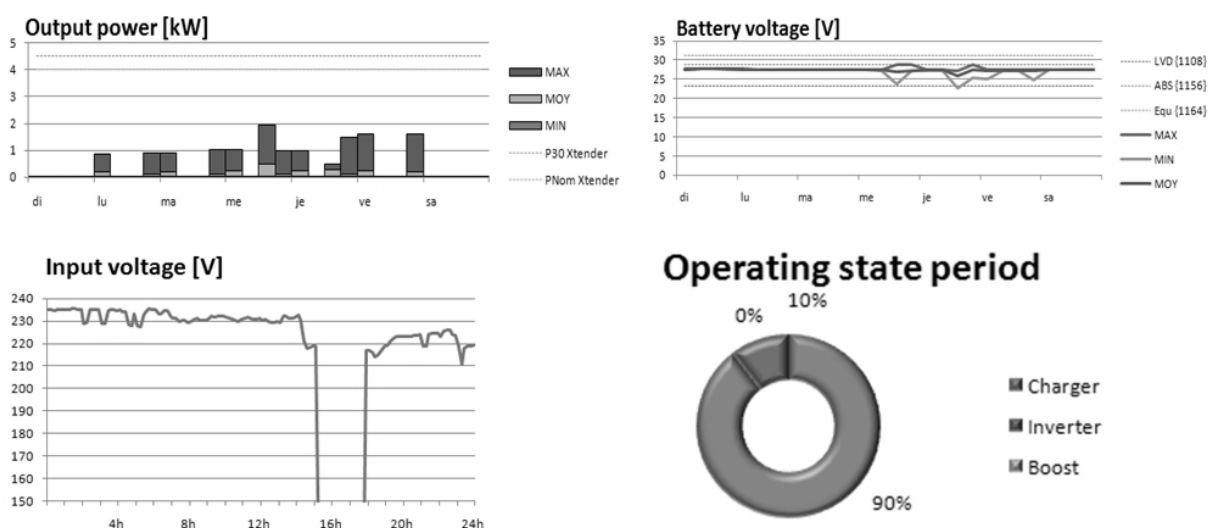 Output power [kW]
5
4
3
2
1
0
di lu ma me je ve sa
MAX
MOY
MIN
P30 Xtender
PNom Xtender
Battery voltage [V]
35
30
25
20
15
10
5
0
di lu ma me je ve sa
LVD {1108}
ABS {1156}
Equ {1164}
MAX
MIN
MOY
Input voltage [V]
240
230
220
210
200
190
180
170
160
150
4h 8h 12h 16h 20h 24h
Operating state period
0% 10%
90%
Charger
Inverter
Boost